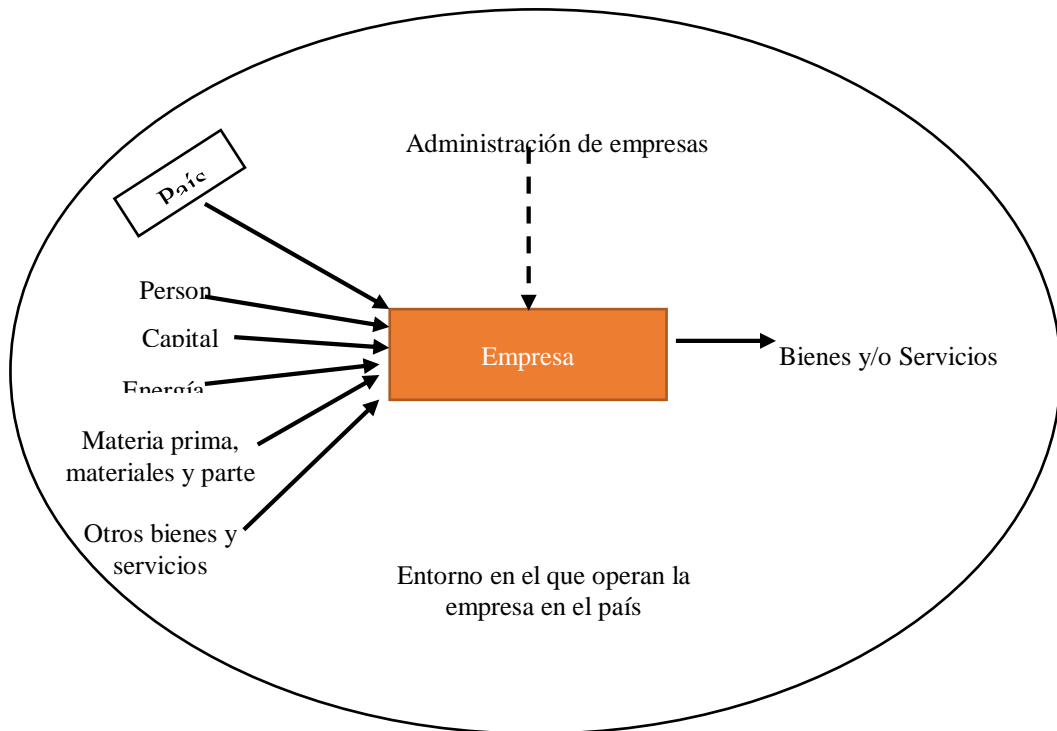 Administración de empresas
País
Person
Capital
Energía
Materia prima,
materiales y parte
Otros bienes y
servicios
Empresa
Bienes y/o Servicios
Entorno en el que operan la
empresa en el país